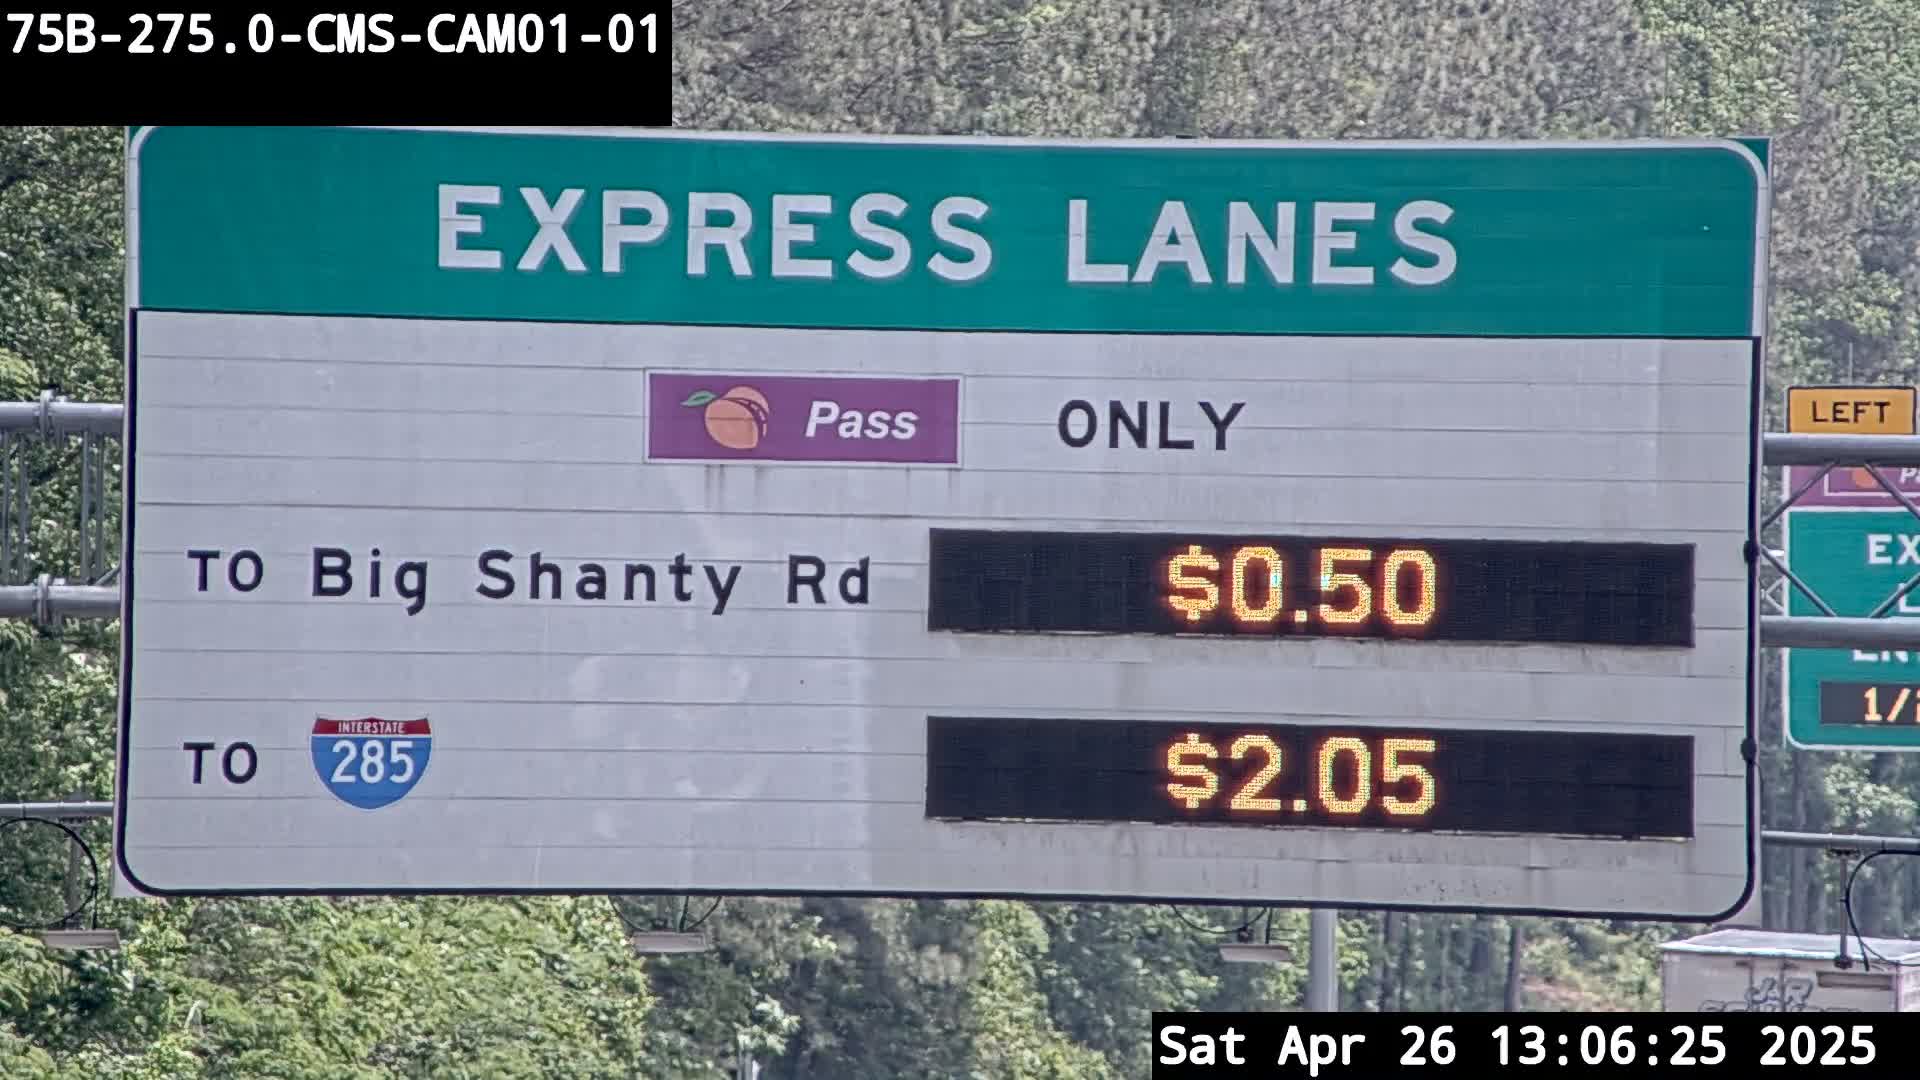 75B-275.0-CMS-CAM01-01
EXPRESS LANES
Pass ONLY
TO Big Shanty Rd $0.50
TO INTERSTATE 285 $2.05
LEFT
Sat Apr 26 13:06:25 2025